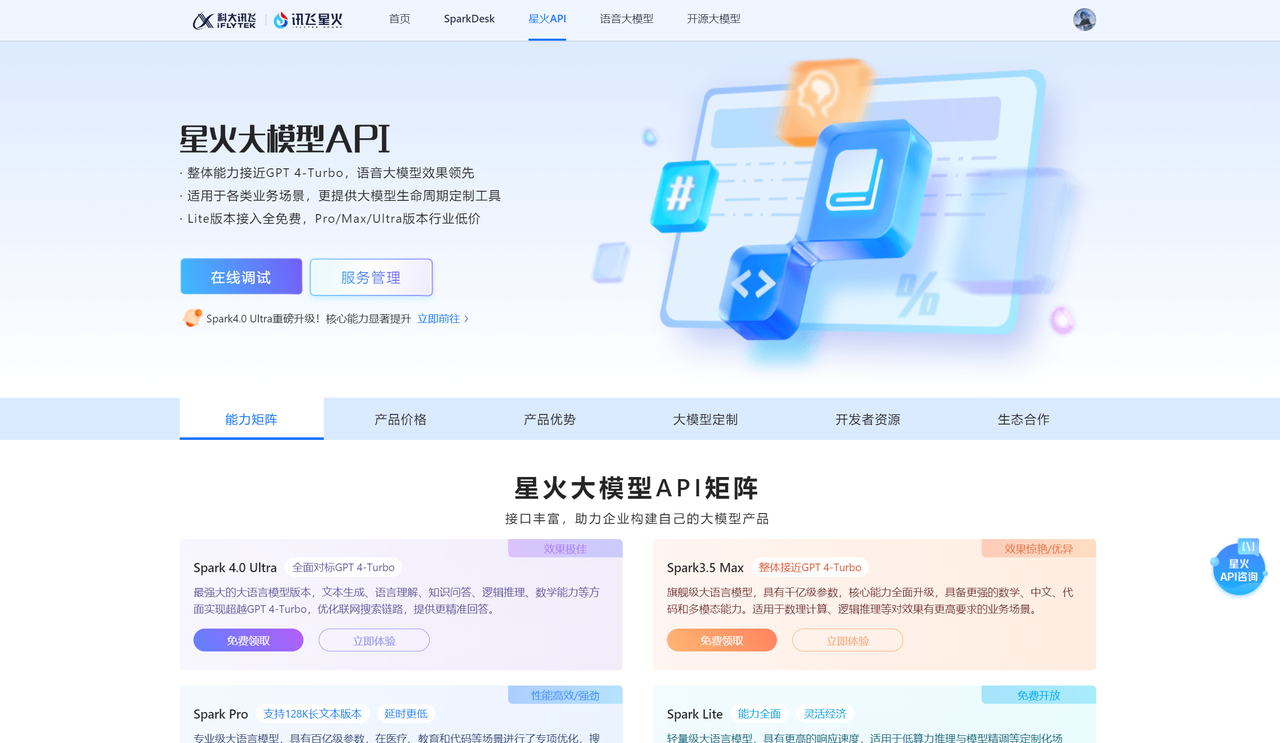 科大讯飞 iFLYTEK 讯飞星火 首页 SparkDesk 星火API 语音大模型 开源大模型
星火大模型API
· 整体能力接近GPT 4-Turbo，语音大模型效果领先
· 适用于各类业务场景，更提供大模型生命周期定制工具
· Lite版本接入全免费，Pro/Max/Ultra版本行业低价
在线调试 服务管理
Spark4.0 Ultra重磅升级！核心能力显著提升 立即前往 >
#
< >
%
能力矩阵 产品价格 产品优势 大模型定制 开发者资源 生态合作
星火大模型API矩阵
接口丰富，助力企业构建自己的大模型产品
效果极佳
Spark 4.0 Ultra 全面对标GPT 4-Turbo
最强大的大语言模型版本，文本生成、语言理解、知识问答、逻辑推理、数学能力等方
面实现超越GPT 4-Turbo，优化联网搜索链路，提供更精准回答。
免费领取 立即体验
效果惊艳/优异
Spark3.5 Max 整体接近GPT 4-Turbo
旗舰级大语言模型，具有千亿级参数，核心能力全面升级，具备更强的数学、中文、代
码和多模态能力。适用于数理计算、逻辑推理等对效果有更高要求的业务场景。
免费领取 立即体验
星火
API咨询
性能高效/强劲
Spark Pro 支持128K长文本版本 延时更低
专业级大语言模型，具有百亿级参数，在医疗、教育和代码等场景进行了专项优化，搜
免费开放
Spark Lite 能力全面 灵活经济
轻量级大语言模型，具有更高的响应速度，适用于低算力推理与模型精调等定制化场